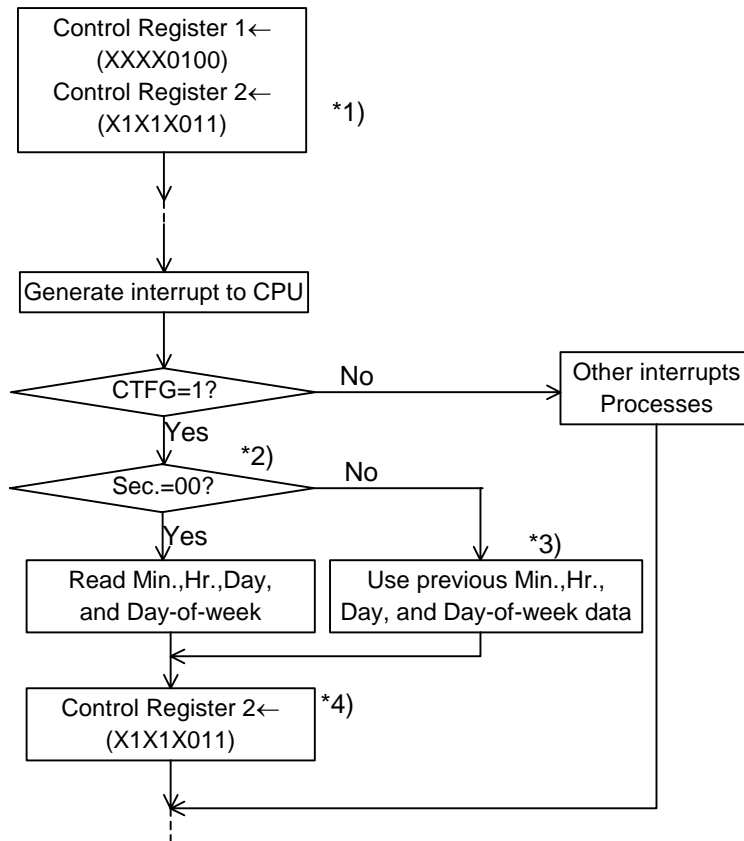 Control Register 1←
(XXXX0100)
Control Register 2←
(X1X1X011)
*1)
Generate interrupt to CPU
CTFG=1?
No
Other interrupts
Processes
Yes
*2)
Sec.=00?
No
Yes
*3)
Read Min.,Hr.,Day,
and Day-of-week
Use previous Min.,Hr.,
Day, and Day-of-week data
Control Register 2←
(X1X1X011)
*4)